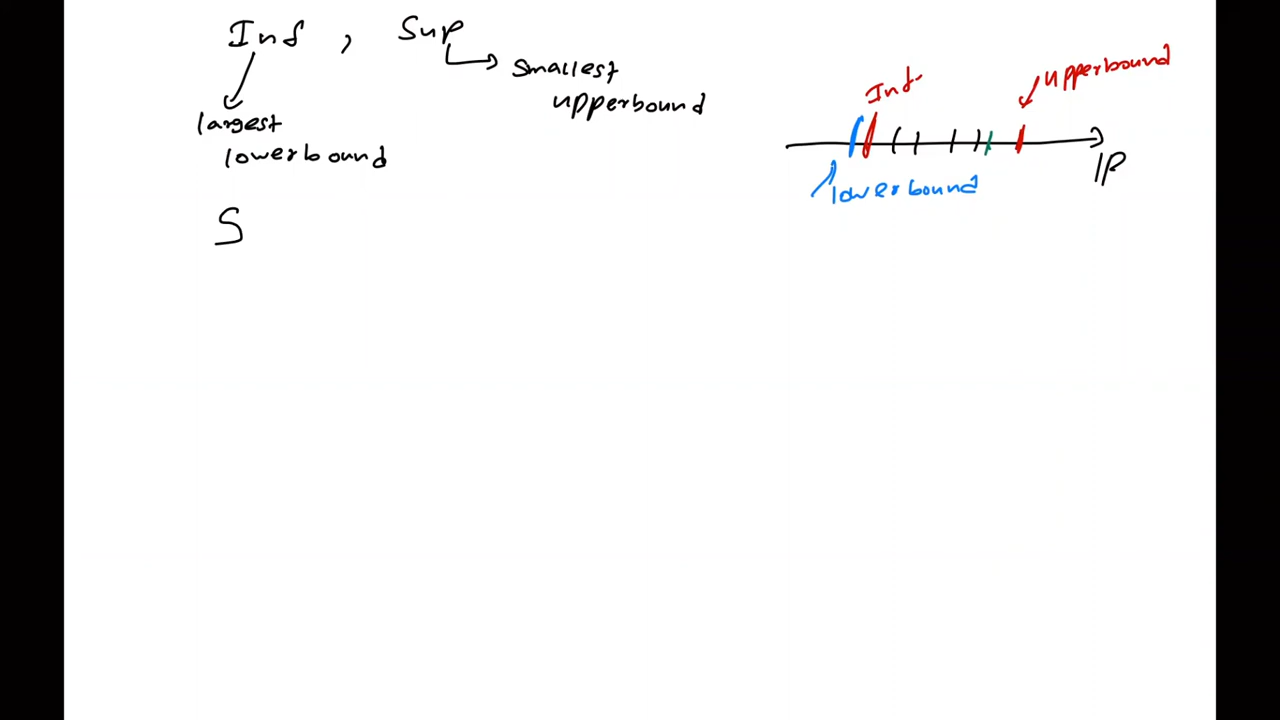 Inf , Sup
smallest
upperbound
largest
lowerbound
Inf
upperbound
lowerbound
IR
S